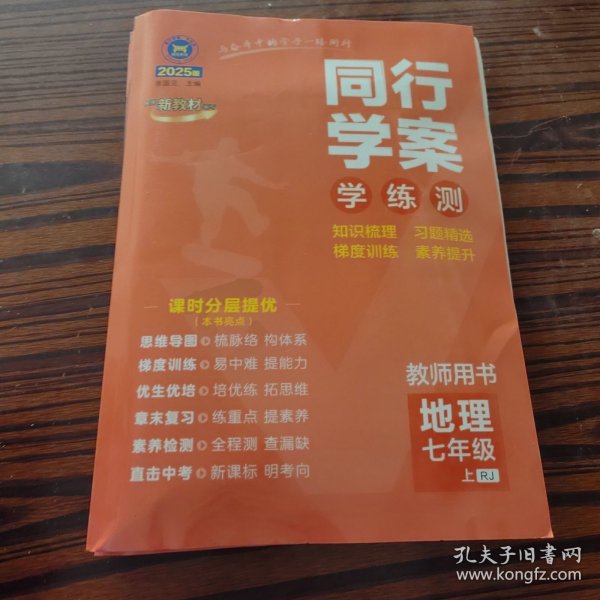 与奋斗中的学子一路同行
2025版
主编
新教材
同行
学案
学练测
知识梳理 习题精选
梯度训练 素养提升
课时分层提优
(本书亮点)
思维导图 梳脉络 构体系
梯度训练 易中难 提能力
优生优培 培优练 拓思维
章末复习 练重点 提素养
素养检测 全程测 查漏缺
直击中考 新课标 明考向
教师用书
地理
七年级
上 RJ
孔夫子旧书网
www.kongfz.com